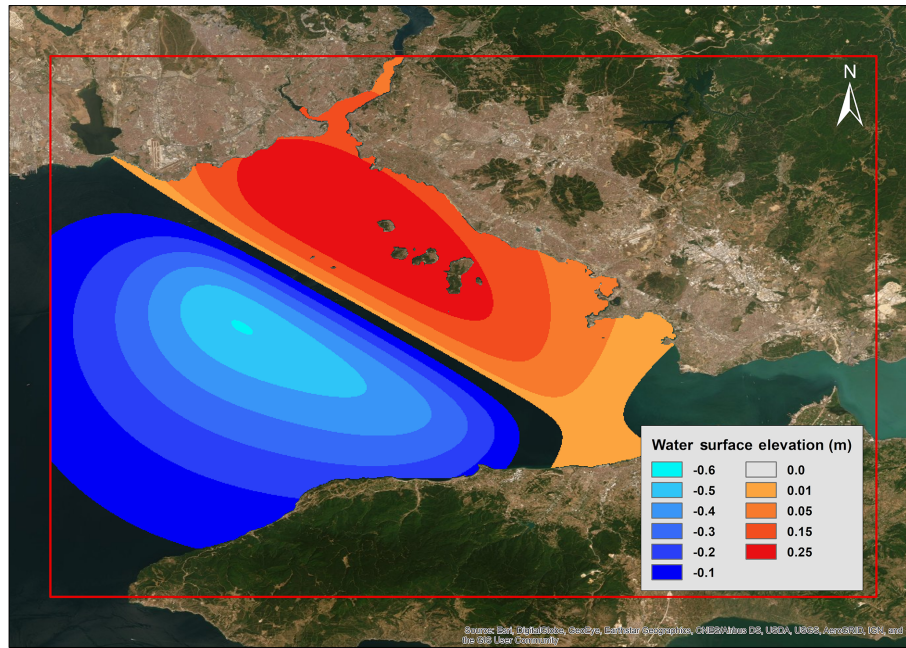 N
Water surface elevation (m)
-0.6 0.0
-0.5 0.01
-0.4 0.05
-0.3 0.15
-0.2 0.25
-0.1
Source: Esri, DigitalGlobe, GeoEye, Earthstar Geographics, CNES/Airbus DS, USDA, USGS, AeroGRID, IGN, and
the GIS User Community